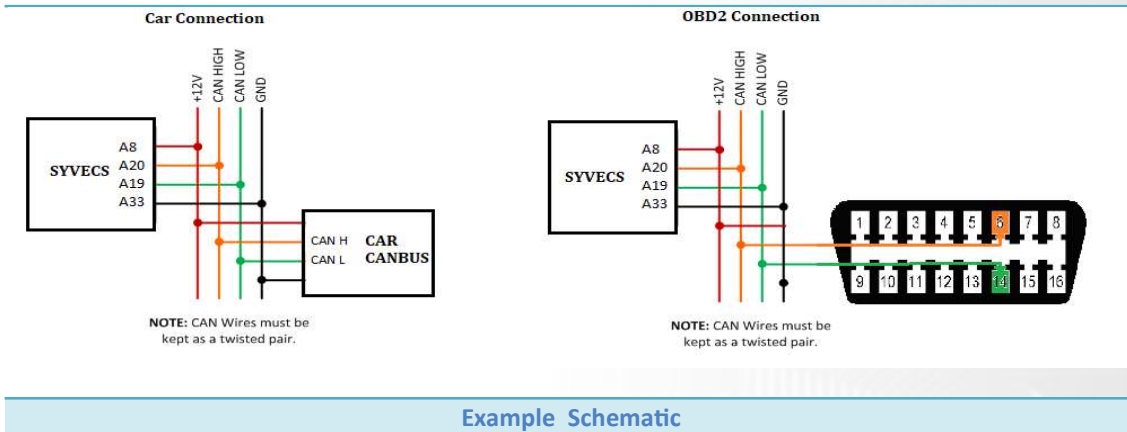 Car Connection
+12V
CAN HIGH
CAN LOW
GND
SYVECS
A8
A20
A19
A33
CAN H
CAN L
CAR
CANBUS
NOTE: CAN Wires must be
kept as a twisted pair.
OBD2 Connection
+12V
CAN HIGH
CAN LOW
GND
SYVECS
A8
A20
A19
A33
1 2 3 4 5 6 7 8
9 10 11 12 13 14 15 16
NOTE: CAN Wires must be
kept as a twisted pair.
Example Schematic